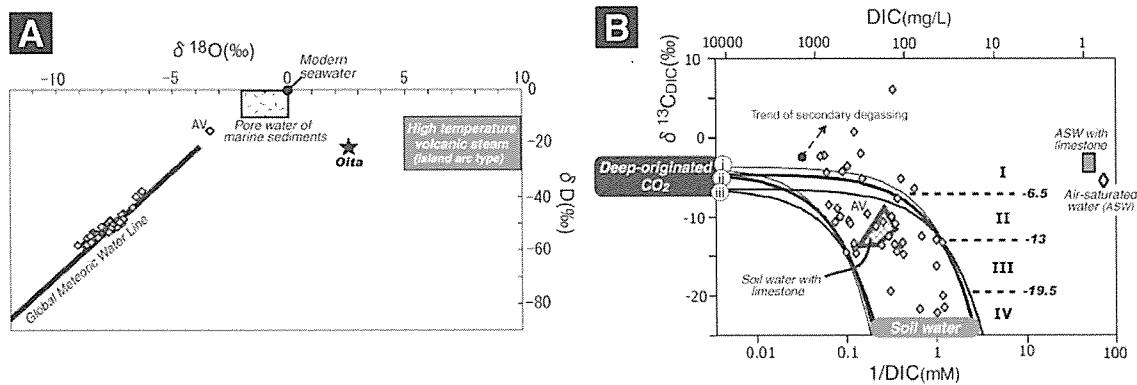 A
δ 18O(‰)
-10
-5
0
5
10
Modern
seawater
0
-20
-40
-60
-80
δ D(‰)
AV
Pore water of
marine sediments
High temperature
volcanic steam
(island arc type)
Oita
Global Meteoric Water Line
B
DIC(mg/L)
10000
1000
100
10
1
δ 13CDIC(‰)
10
0
-10
-20
Trend of secondary degassing
ASW with
limestone
Deep-originated
CO2
i
ii
iii
I
-6.5
Air-saturated
water (ASW)
AV
II
-13
Soil water with
limestone
III
-19.5
IV
Soil water
0.01
0.1
1
10
100
1/DIC(mM)